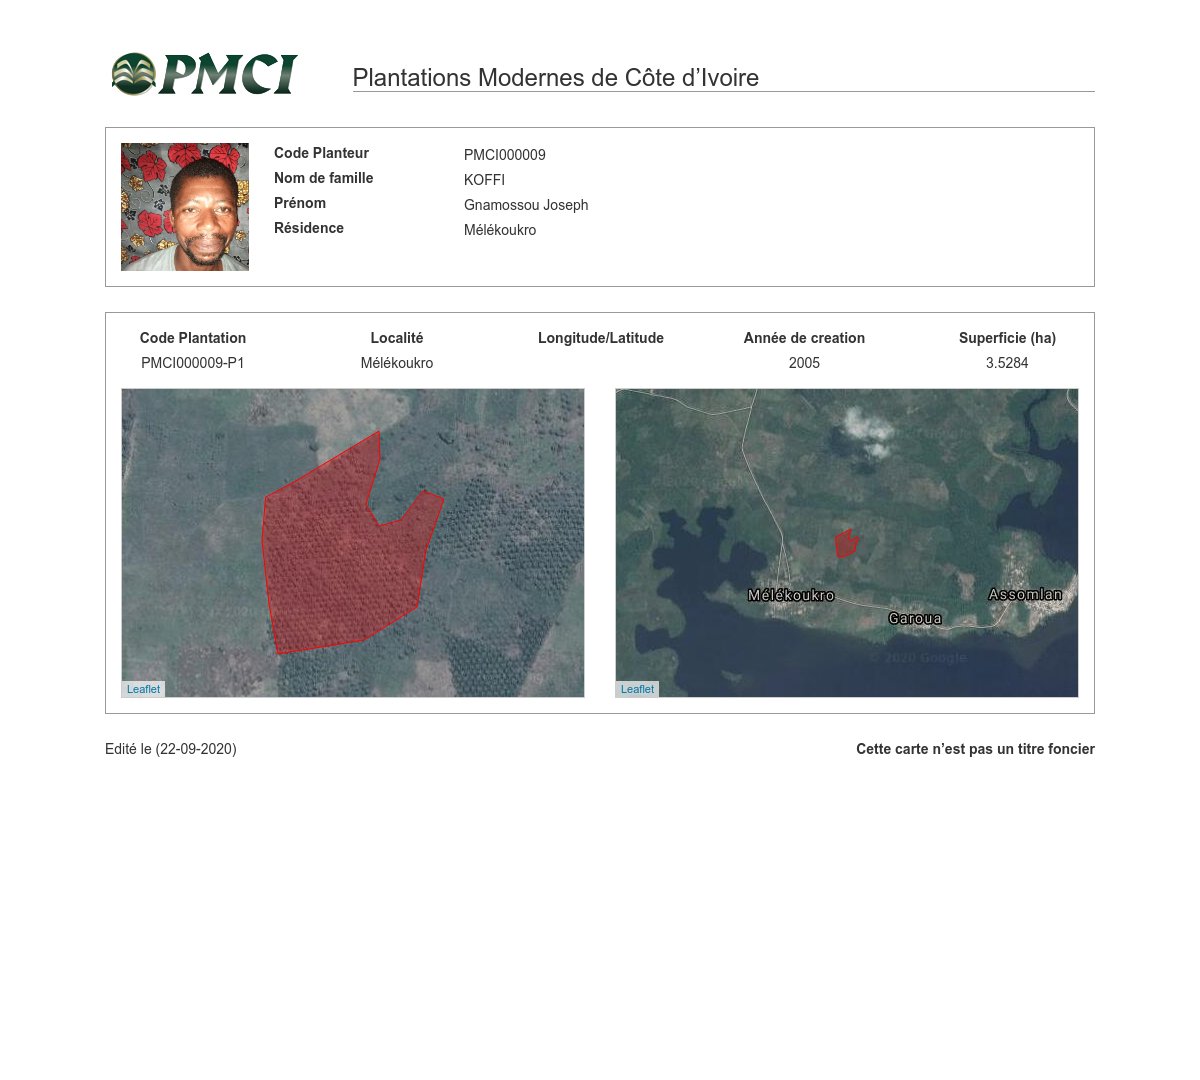 PMCI
Plantations Modernes de Côte d’Ivoire
Code Planteur PMCI000009
Nom de famille KOFFI
Prénom Gnamossou Joseph
Résidence Mélékoukro
Code Plantation Localité Longitude/Latitude Année de creation Superficie (ha)
PMCI000009-P1 Mélékoukro 2005 3.5284
© 2020 Google
Mélékoukro
Assomlan
Garoua
© 2020 Google
Leaflet
Leaflet
Edité le (22-09-2020)
Cette carte n’est pas un titre foncier